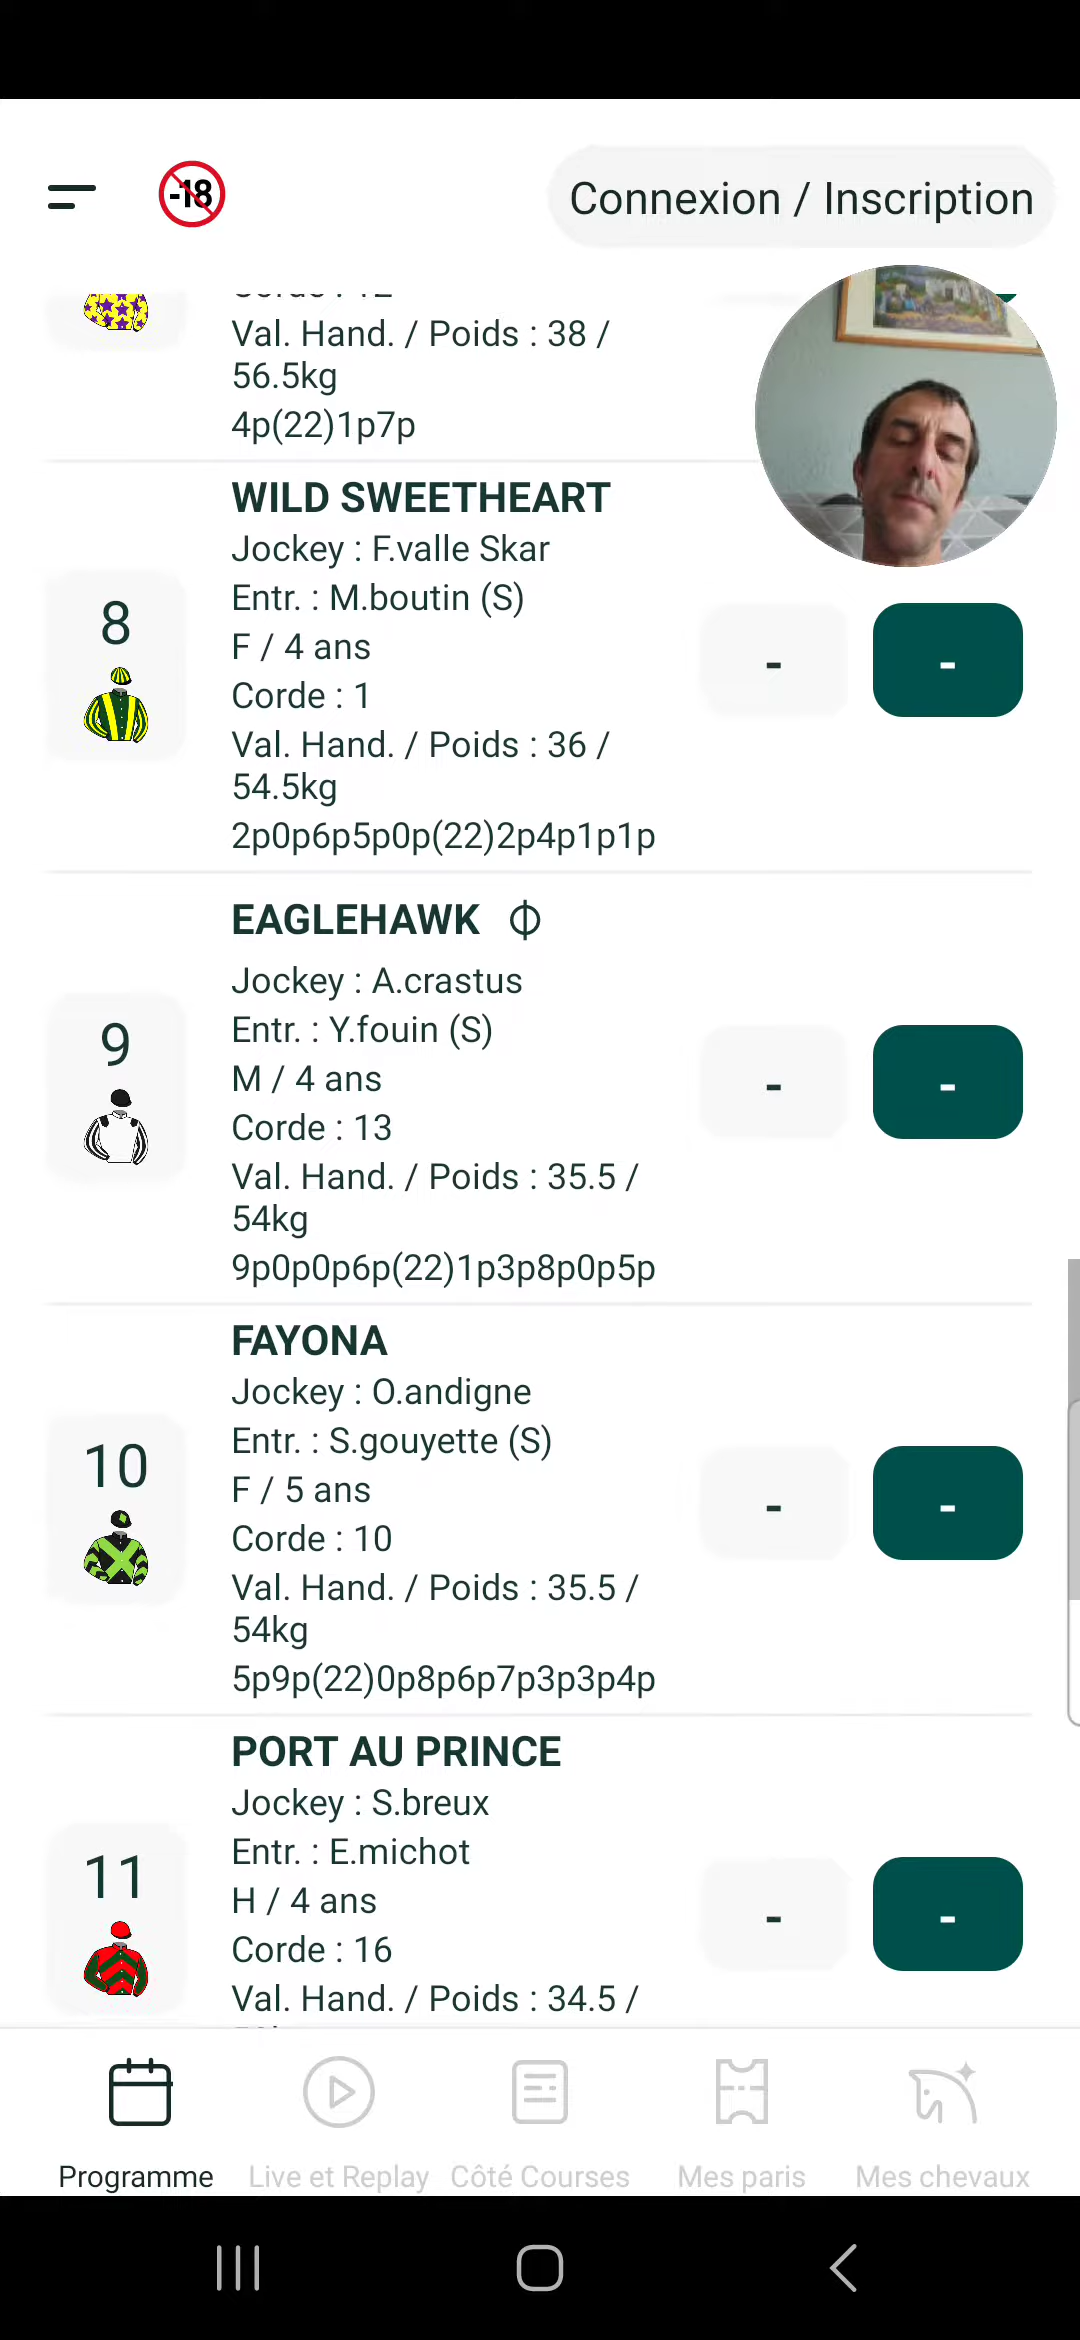 -18
Connexion / Inscription
Corde : 12
Val. Hand. / Poids : 38 /
56.5kg
4p(22)1p7p
WILD SWEETHEART
Jockey : F.valle Skar
Entr. : M.boutin (S)
8
F / 4 ans
- -
Corde : 1
Val. Hand. / Poids : 36 /
54.5kg
2p0p6p5p0p(22)2p4p1p1p
EAGLEHAWK
Jockey : A.crastus
Entr. : Y.fouin (S)
9
M / 4 ans
- -
Corde : 13
Val. Hand. / Poids : 35.5 /
54kg
9p0p0p6p(22)1p3p8p0p5p
FAYONA
Jockey : O.andigne
Entr. : S.gouyette (S)
10
F / 5 ans
- -
Corde : 10
Val. Hand. / Poids : 35.5 /
54kg
5p9p(22)0p8p6p7p3p3p4p
PORT AU PRINCE
Jockey : S.breux
Entr. : E.michot
11
H / 4 ans
- -
Corde : 16
Val. Hand. / Poids : 34.5 /
Programme
Live et Replay
Côté Courses
Mes paris
Mes chevaux